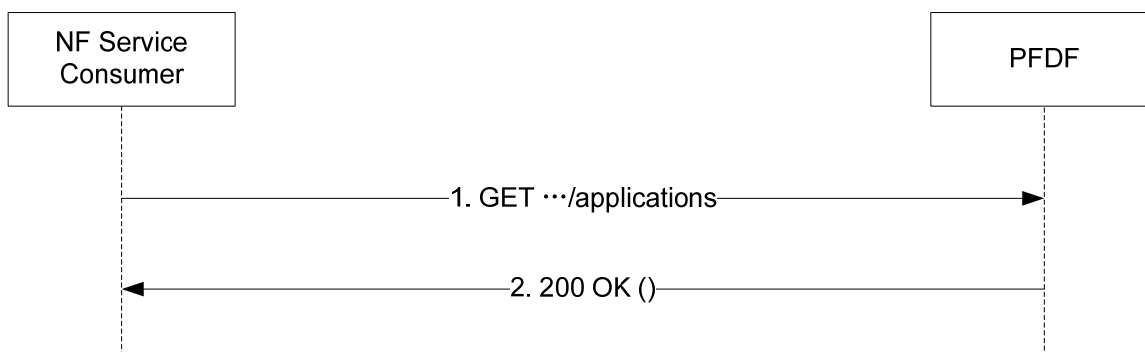 NF Service
Consumer
PFDF
1. GET ⋯/applications
2. 200 OK ()